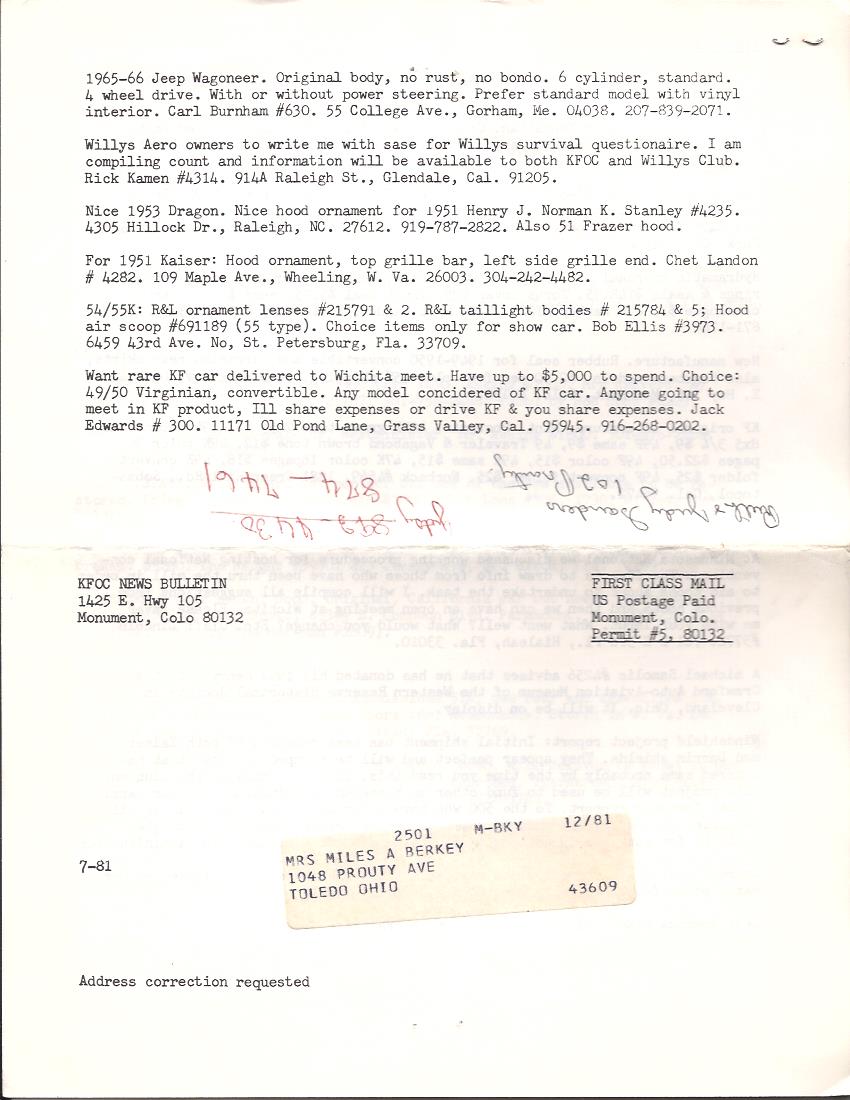 1965-66 Jeep Wagoneer. Original body, no rust, no bondo. 6 cylinder, standard.
4 wheel drive. With or without power steering. Prefer standard model with vinyl
interior. Carl Burnham #630. 55 College Ave., Gorham, Me. 04038. 207-839-2071.
Willys Aero owners to write me with sase for Willys survival questionaire. I am
compiling count and information will be available to both KFOC and Willys Club.
Rick Kamen #4314. 914A Raleigh St., Glendale, Cal. 91205.
Nice 1953 Dragon. Nice hood ornament for 1951 Henry J. Norman K. Stanley #4235.
4305 Hillock Dr., Raleigh, NC. 27612. 919-787-2822. Also 51 Frazer hood.
For 1951 Kaiser: Hood ornament, top grille bar, left side grille end. Chet Landon
# 4282. 109 Maple Ave., Wheeling, W. Va. 26003. 304-242-4482.
54/55K: R&L ornament lenses #215791 & 2. R&L taillight bodies # 215784 & 5; Hood
air scoop #691189 (55 type). Choice items only for show car. Bob Ellis #3973.
6459 43rd Ave. No, St. Petersburg, Fla. 33709.
Want rare KF car delivered to Wichita meet. Have up to $5,000 to spend. Choice:
49/50 Virginian, convertible. Any model concidered of KF car. Anyone going to
meet in KF product, Ill share expenses or drive KF & you share expenses. Jack
Edwards # 300. 11171 Old Pond Lane, Grass Valley, Cal. 95945. 916-268-0202.
& Judy Sanders
Prouty
Judy
874-7461
KFOC NEWS BULLETIN
1425 E. Hwy 105
Monument, Colo 80132
FIRST CLASS MAIL
US Postage Paid
Monument, Colo.
Permit #5, 80132
2501 M-BKY 12/81
MRS MILES A BERKEY
1048 PROUTY AVE
TOLEDO OHIO 43609
7-81
Address correction requested